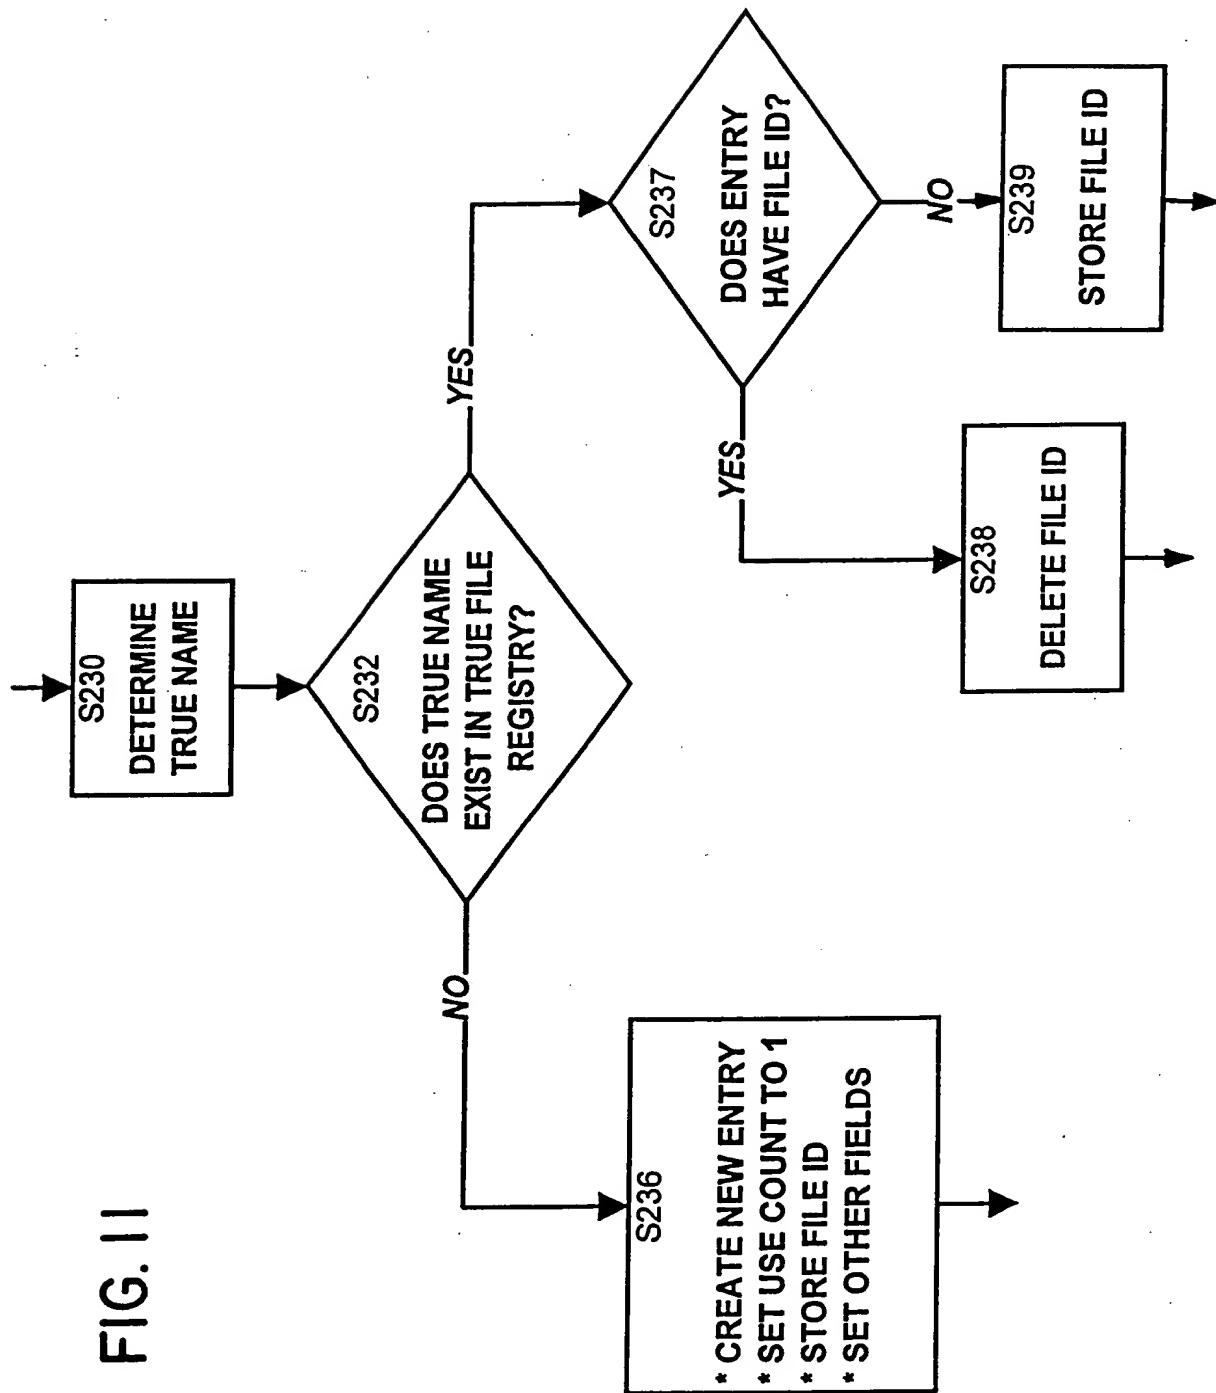 FIG. 11
S230
DETERMINE
TRUE NAME
S232
DOES TRUE NAME
EXIST IN TRUE FILE
REGISTRY?
NO
YES
S236
* CREATE NEW ENTRY
* SET USE COUNT TO 1
* STORE FILE ID
* SET OTHER FIELDS
S237
DOES ENTRY
HAVE FILE ID?
YES
NO
S238
DELETE FILE ID
S239
STORE FILE ID